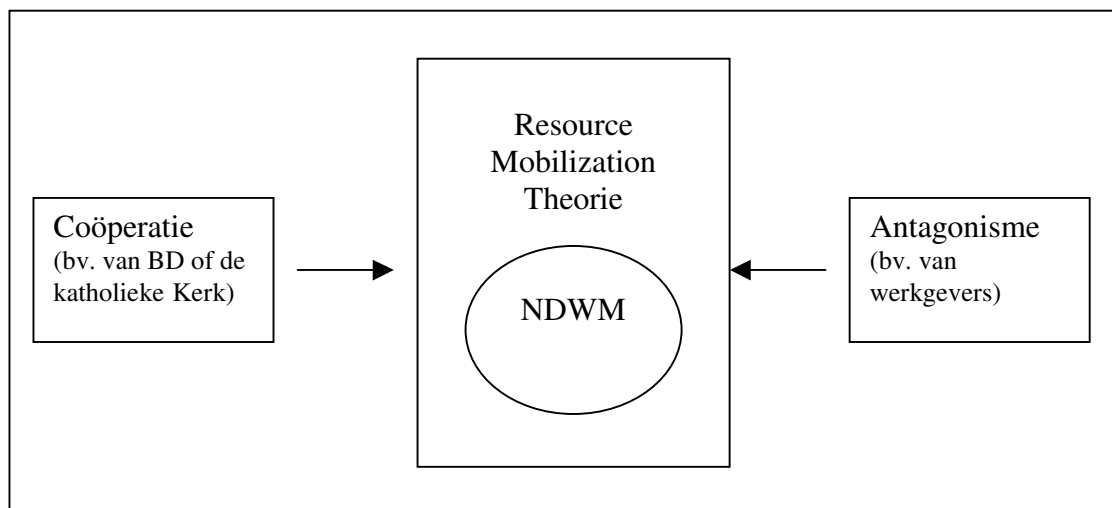 Coöperatie
(bv. van BD of de
katholieke Kerk)
Resource
Mobilization
Theorie
NDWM
Antagonisme
(bv. van
werkgevers)